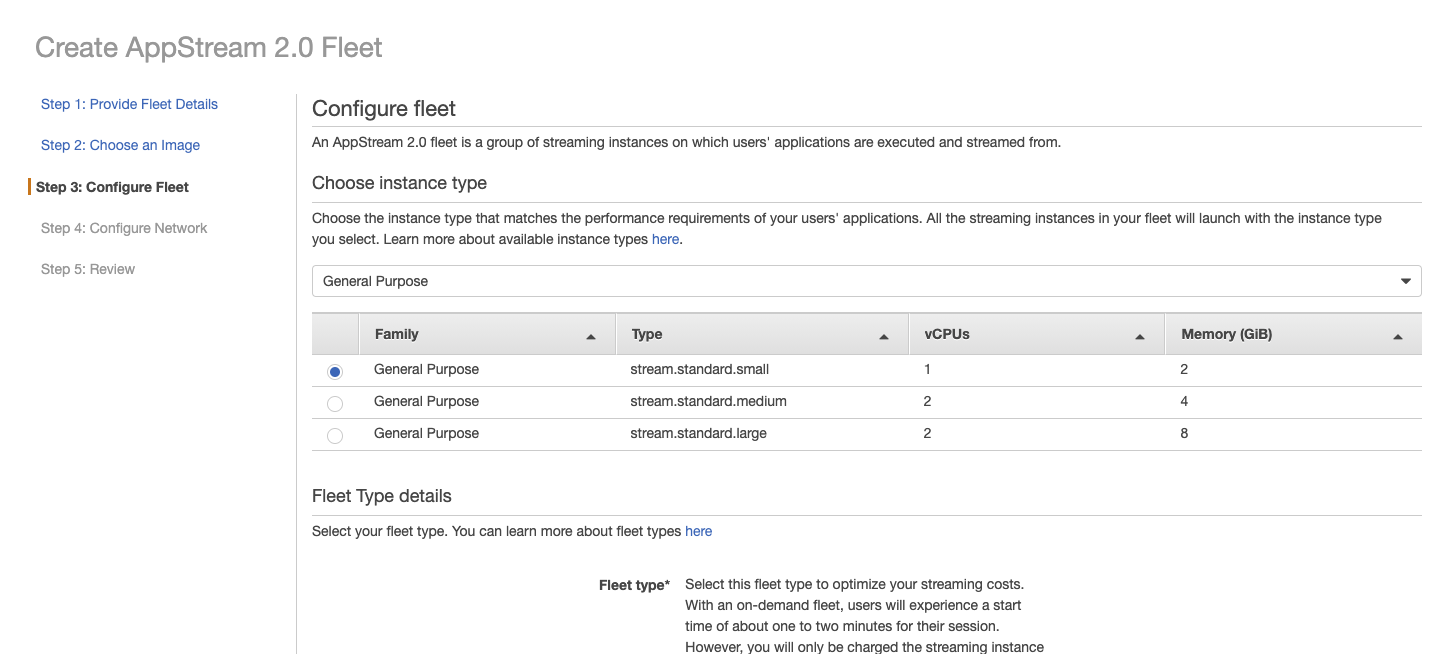 Create AppStream 2.0 Fleet
Step 1: Provide Fleet Details
Step 2: Choose an Image
Step 3: Configure Fleet
Step 4: Configure Network
Step 5: Review
Configure fleet
An AppStream 2.0 fleet is a group of streaming instances on which users' applications are executed and streamed from.
Choose instance type
Choose the instance type that matches the performance requirements of your users' applications. All the streaming instances in your fleet will launch with the instance type
you select. Learn more about available instance types here.
General Purpose
Family Type vCPUs Memory (GiB)
General Purpose stream.standard.small 1 2
General Purpose stream.standard.medium 2 4
General Purpose stream.standard.large 2 8
Fleet Type details
Select your fleet type. You can learn more about fleet types here
Fleet type* Select this fleet type to optimize your streaming costs.
With an on-demand fleet, users will experience a start
time of about one to two minutes for their session.
However, you will only be charged the streaming instance